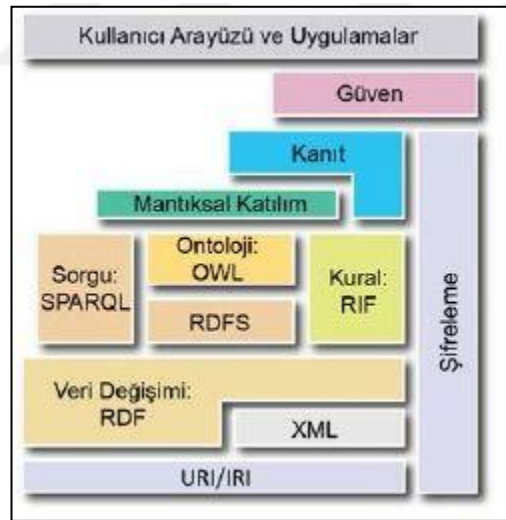 Kullanıcı Arayüzü ve Uygulamalar
Güven
Kanıt
Mantıksal Katılım
Sorgu:
SPARQL
Ontoloji:
OWL
RDFS
Kural:
RIF
Şifreleme
Veri Değişimi:
RDF
XML
URI/IRI